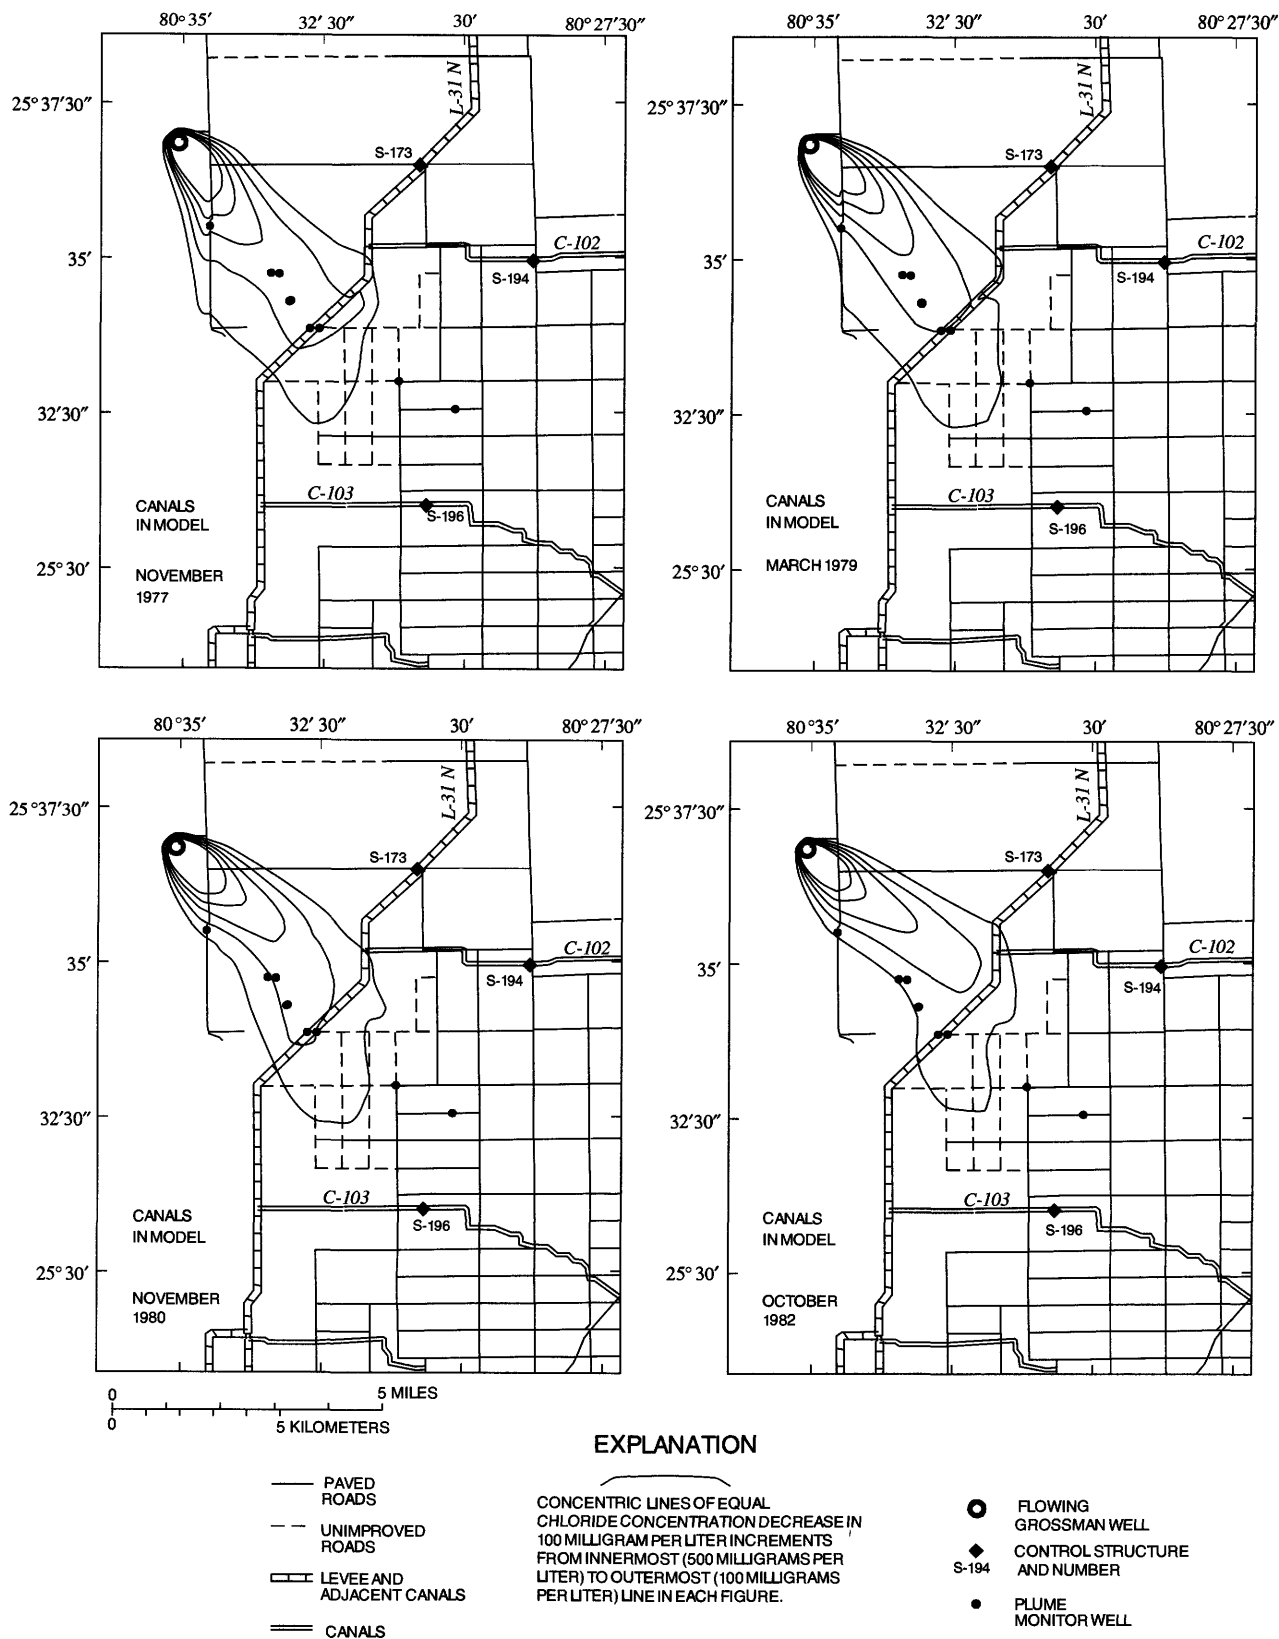 80°35′ 32′30″ 30′ 80°27′30″
25°37′30″
L-31 N
S-173
35′
C-102
S-194
32′30″
C-103
S-196
CANALS
IN MODEL
25°30′
NOVEMBER
1977
80°35′ 32′30″ 30′ 80°27′30″
25°37′30″
L-31 N
S-173
35′
C-102
S-194
32′30″
C-103
S-196
CANALS
IN MODEL
25°30′
MARCH 1979
80°35′ 32′30″ 30′ 80°27′30″
25°37′30″
L-31 N
S-173
35′
C-102
S-194
32′30″
C-103
S-196
CANALS
IN MODEL
25°30′
NOVEMBER
1980
80°35′ 32′30″ 30′ 80°27′30″
25°37′30″
L-31 N
S-173
35′
C-102
S-194
32′30″
C-103
S-196
CANALS
IN MODEL
25°30′
OCTOBER
1982
0 5 MILES
0 5 KILOMETERS
EXPLANATION
PAVED
ROADS
UNIMPROVED
ROADS
LEVEE AND
ADJACENT CANALS
CANALS
CONCENTRIC LINES OF EQUAL
CHLORIDE CONCENTRATION DECREASE IN
100 MILLIGRAM PER LITER INCREMENTS
FROM INNERMOST (500 MILLIGRAMS PER
LITER) TO OUTERMOST (100 MILLIGRAMS
PER LITER) LINE IN EACH FIGURE.
FLOWING
GROSSMAN WELL
S-194
CONTROL STRUCTURE
AND NUMBER
PLUME
MONITOR WELL